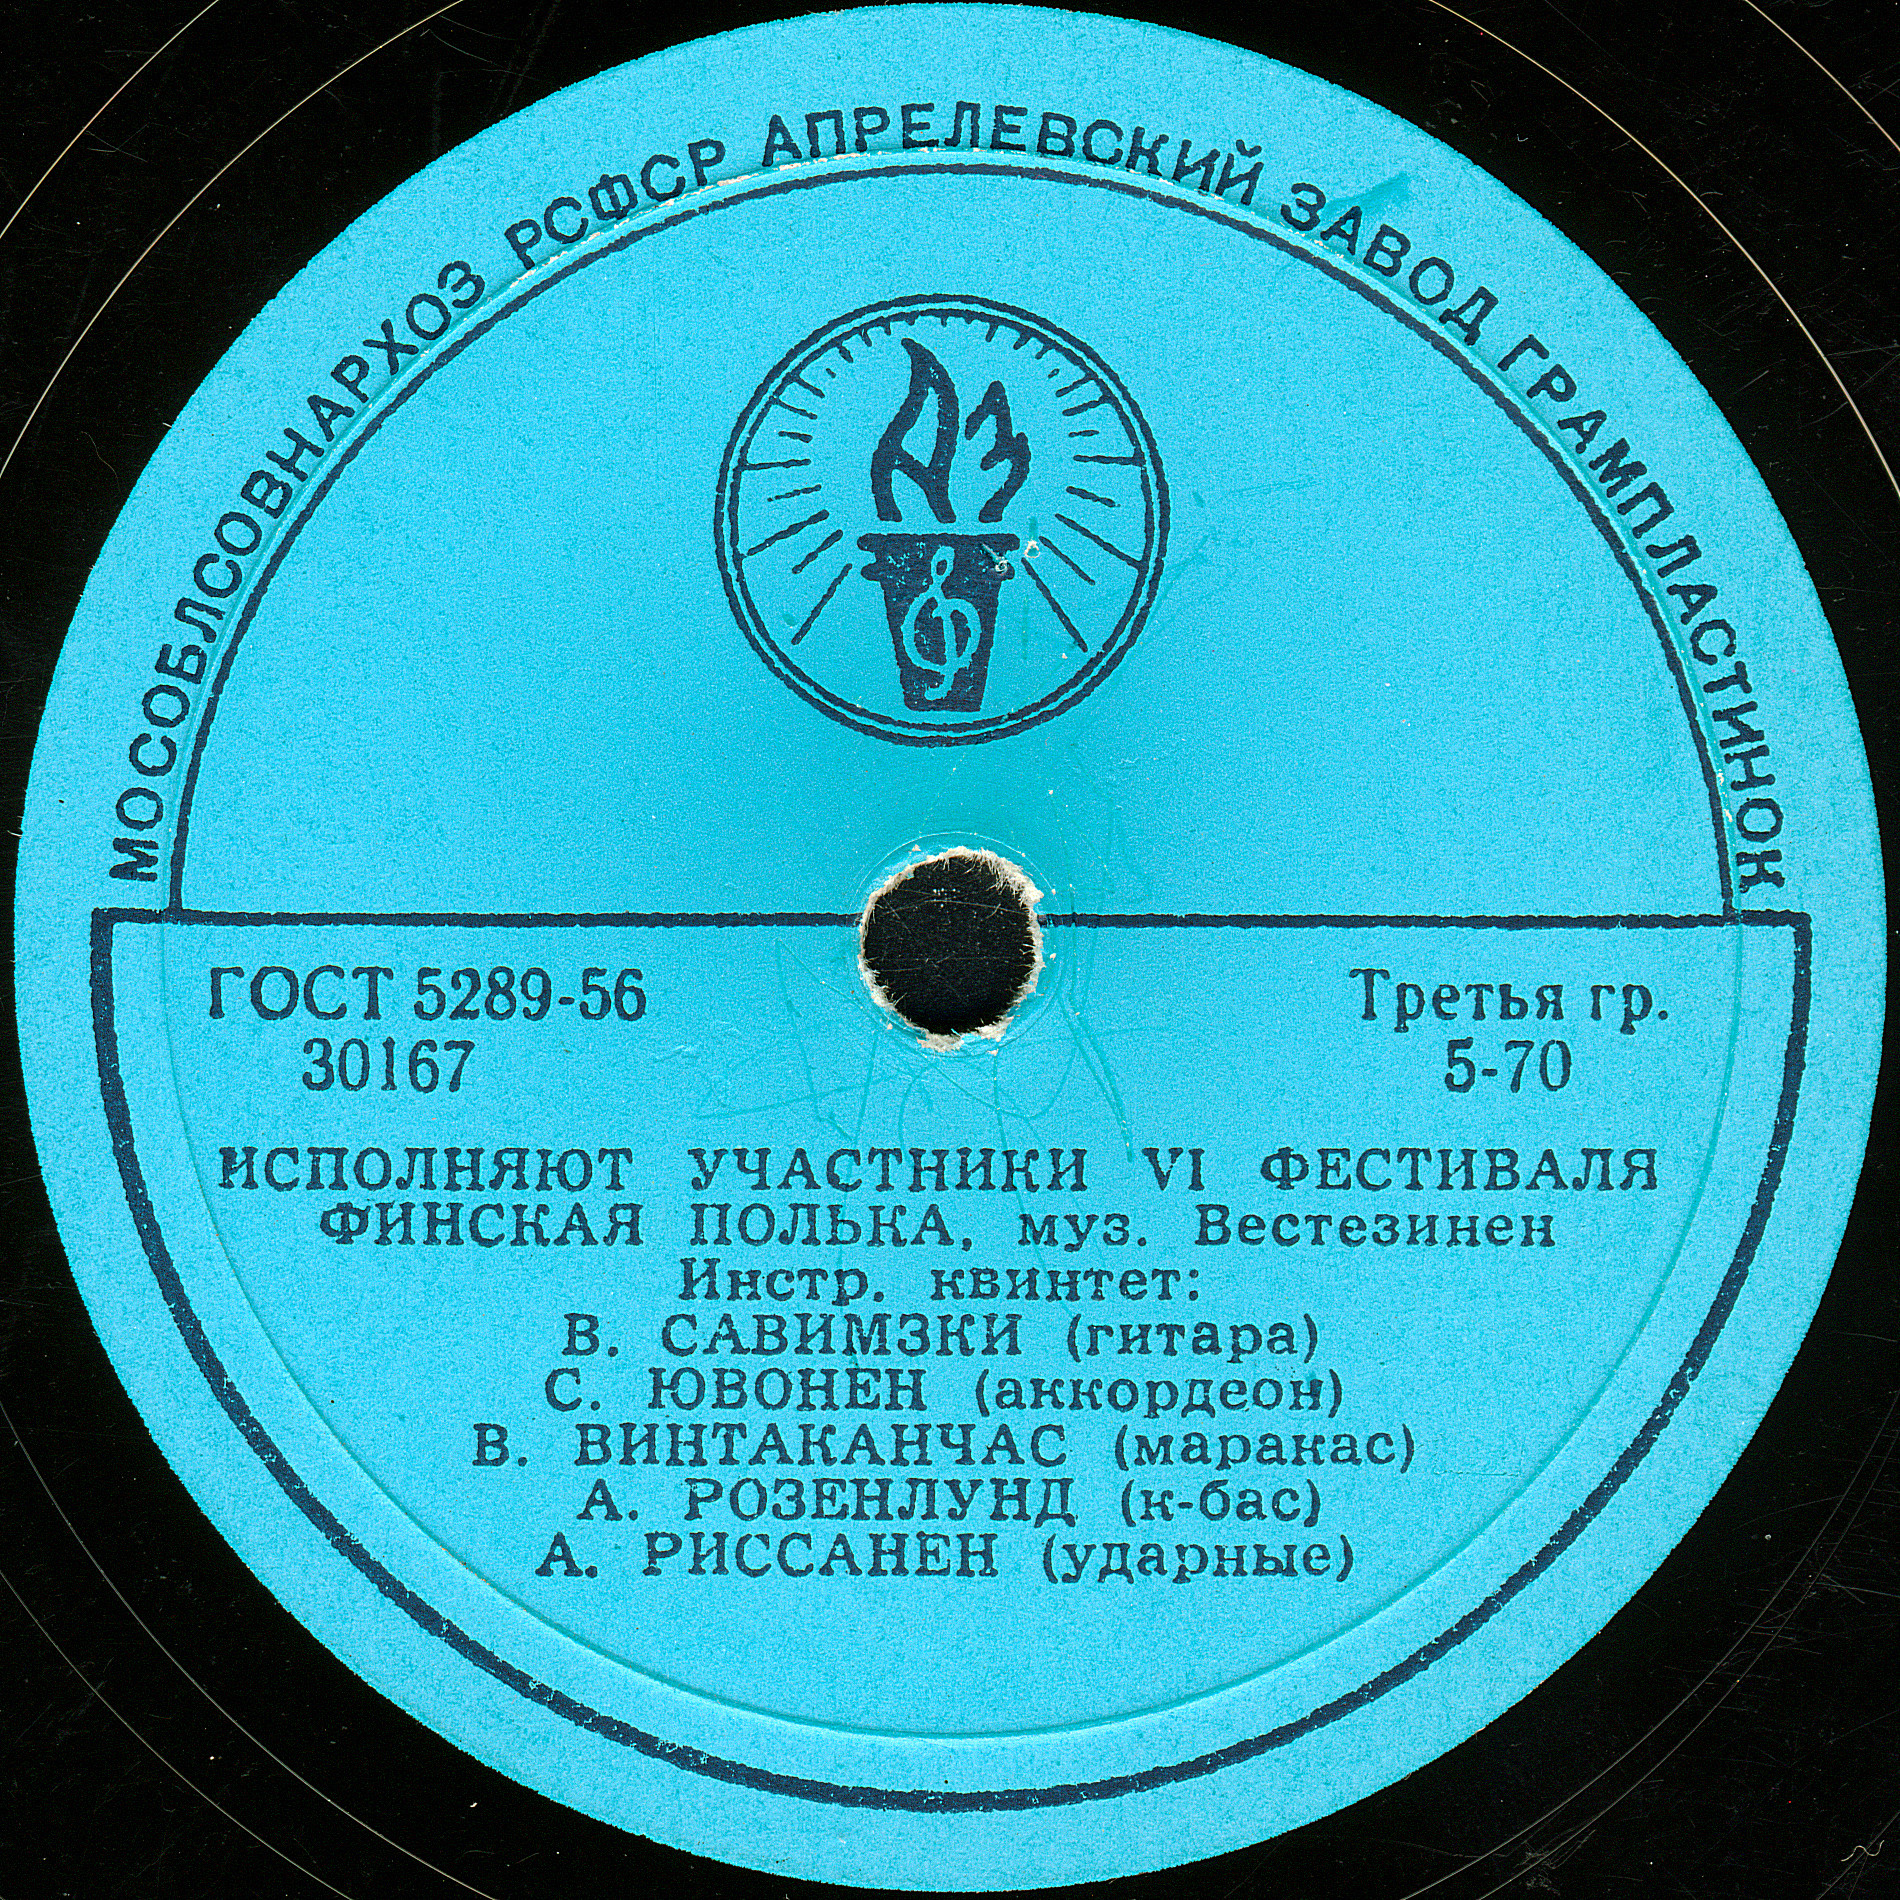 МОСОБЛСОВНАРХОЗ РСФСР АПРЕЛЕВСКИЙ ЗАВОД ГРАМПЛАСТИНОК
АЗ
ГОСТ 5289-56
30167
Третья гр.
5-70
ИСПОЛНЯЮТ УЧАСТНИКИ VI ФЕСТИВАЛЯ
ФИНСКАЯ ПОЛЬКА, муз. Вестезинен
Инстр. квинтет:
В. САВИМЗКИ (гитара)
С. ЮВОНЕН (аккордеон)
В. ВИНТАКАНЧАС (маракас)
А. РОЗЕНЛУНД (к-бас)
А. РИССАНЕН (ударные)